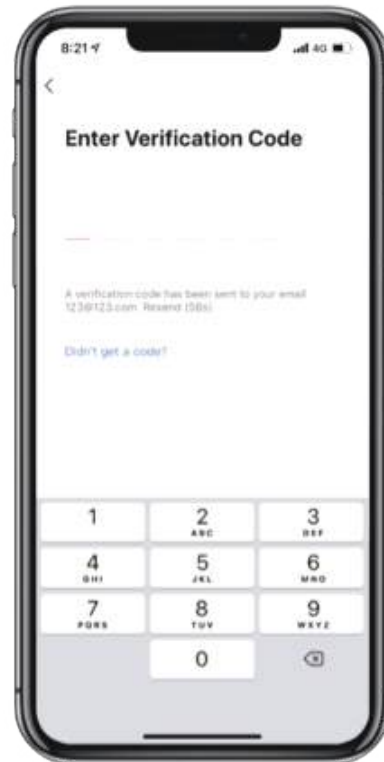 8:21
4G
Enter Verification Code
A verification code has been sent to your email
123@123.com Resend (58s)
Didn't get a code?
1
2
ABC
3
DEF
4
GHI
5
JKL
6
MNO
7
PQRS
8
TUV
9
WXYZ
0